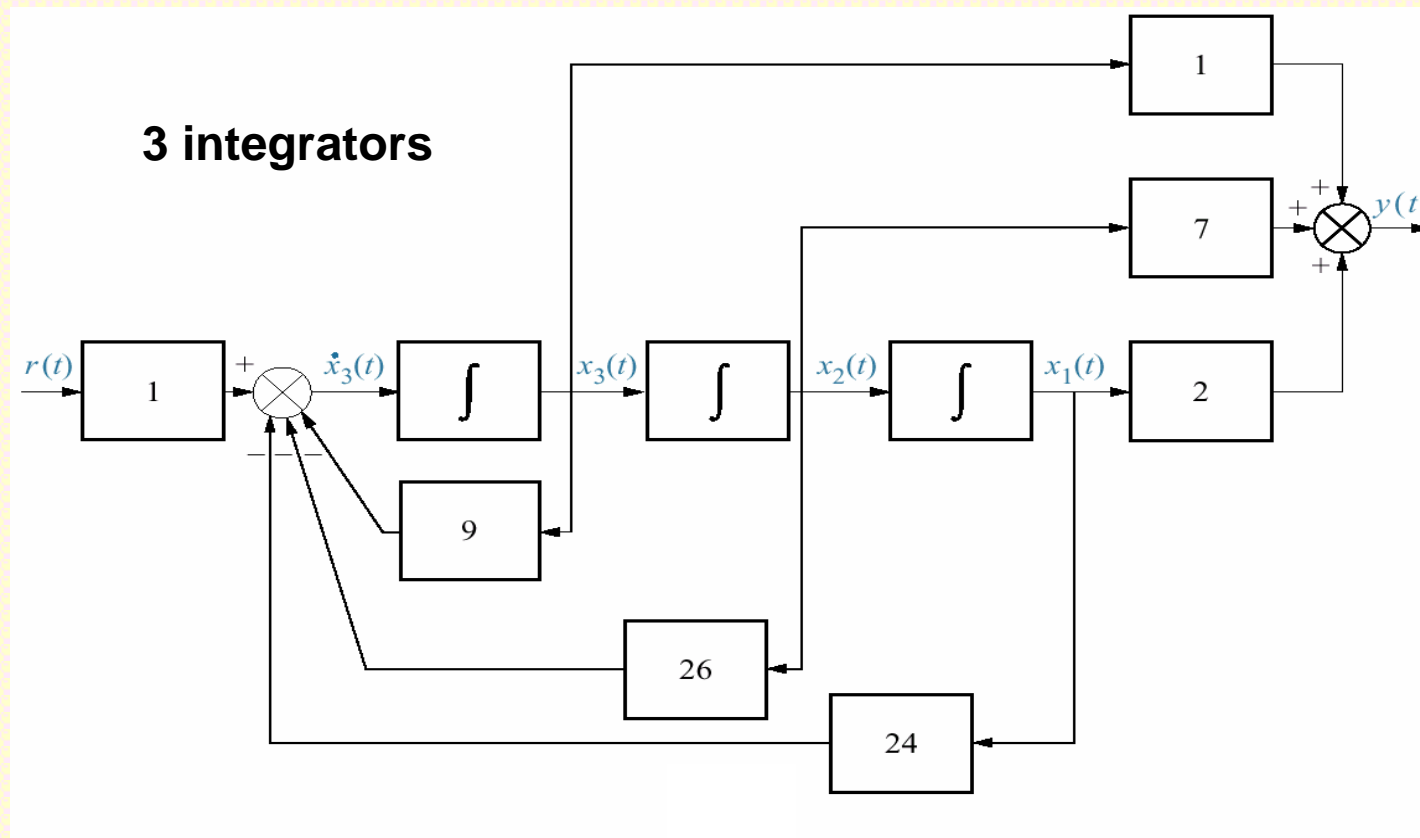 1
3 integrators
+
7
+
y(t
+
r(t)
1
+
ẋ₃(t)
∫
x₃(t)
∫
x₂(t)
∫
x₁(t)
2
− − −
9
26
24